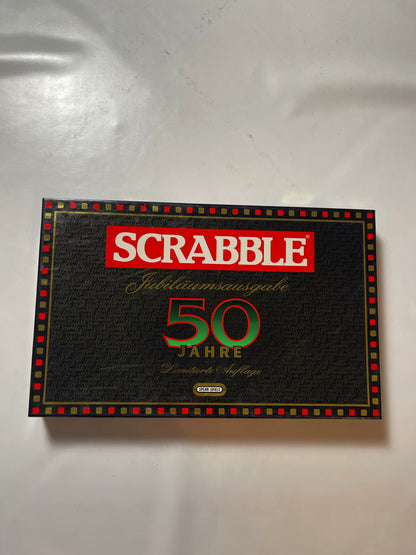 SCRABBLE®
Jubiläumsausgabe
50
JAHRE
Limitierte Auflage
SPEAR-SPIELE